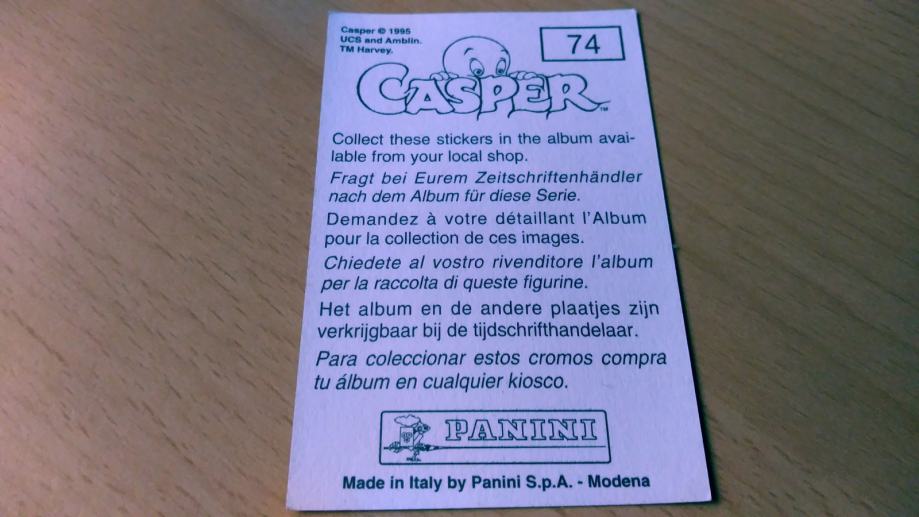 Casper © 1995
UCS and Amblin.
TM Harvey.
74
CASPER™
Collect these stickers in the album avai-
lable from your local shop.
Fragt bei Eurem Zeitschriftenhändler
nach dem Album für diese Serie.
Demandez à votre détaillant l'Album
pour la collection de ces images.
Chiedete al vostro rivenditore l'album
per la raccolta di queste figurine.
Het album en de andere plaatjes zijn
verkrijgbaar bij de tijdschrifthandelaar.
Para coleccionar estos cromos compra
tu álbum en cualquier kiosco.
PANINI
Made in Italy by Panini S.p.A. - Modena